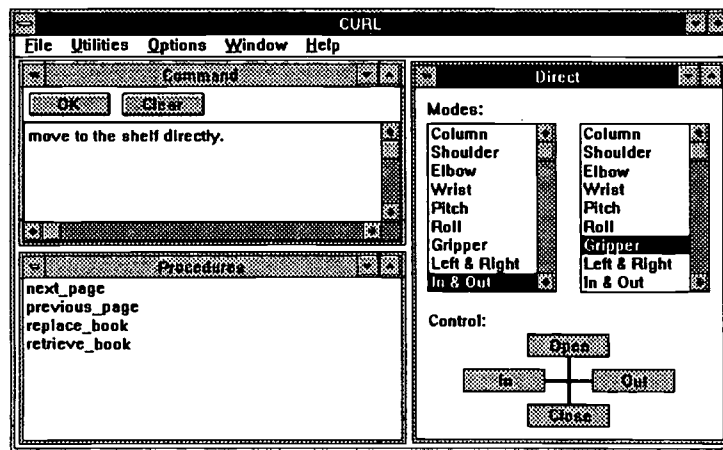 CURL
File Utilities Options Window Help
Command
OK Clear
move to the shelf directly.
Procedures
next_page
previous_page
replace_book
retrieve_book
Direct
Modes:
Column
Shoulder
Elbow
Wrist
Pitch
Roll
Gripper
Left & Right
In & Out
Column
Shoulder
Elbow
Wrist
Pitch
Roll
Gripper
Left & Right
In & Out
Control:
Open
In Out
Close